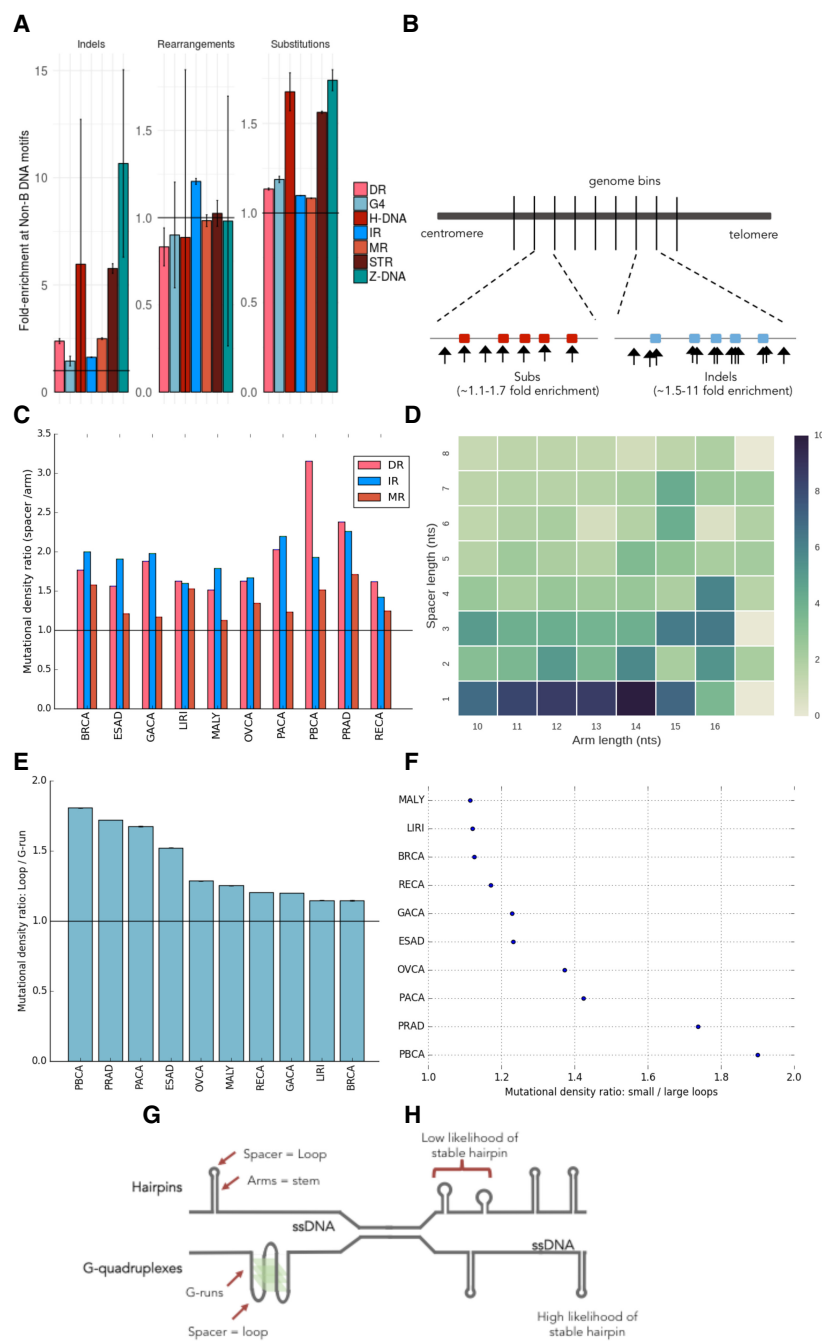 A
B
Indels
Rearrangements
Substitutions
Fold-enrichment at Non-B DNA motifs
15
10
5
2
0
1.5
1.0
0.5
0.0
1.5
1.0
0.5
0.0
DR
G4
H-DNA
IR
MR
STR
Z-DNA
genome bins
centromere
telomere
Subs
(~1.1-1.7 fold enrichment)
Indels
(~1.5-11 fold enrichment)
C
D
Mutational density ratio (spacer /arm)
3.5
3.0
2.5
2.0
1.5
1.0
0.5
0.0
DR
IR
MR
BRCA
ESAD
GACA
LIRI
MALY
OVCA
PACA
PBCA
PRAD
RECA
Spacer length (nts)
8
7
6
5
4
3
2
1
10
11
12
13
14
15
16
Arm length (nts)
10
8
6
4
2
0
E
F
Mutational density ratio: Loop / G-run
2.0
1.5
1.0
0.5
0.0
PBCA
PRAD
PACA
ESAD
OVCA
MALY
RECA
GACA
LIRI
BRCA
MALY
LIRI
BRCA
RECA
GACA
ESAD
OVCA
PACA
PRAD
PBCA
1.0
1.2
1.4
1.6
1.8
2.0
Mutational density ratio: small / large loops
G
H
Hairpins
Spacer = Loop
Arms = stem
ssDNA
G-quadruplexes
G-runs
Spacer = loop
Low likelihood of
stable hairpin
ssDNA
High likelihood of
stable hairpin